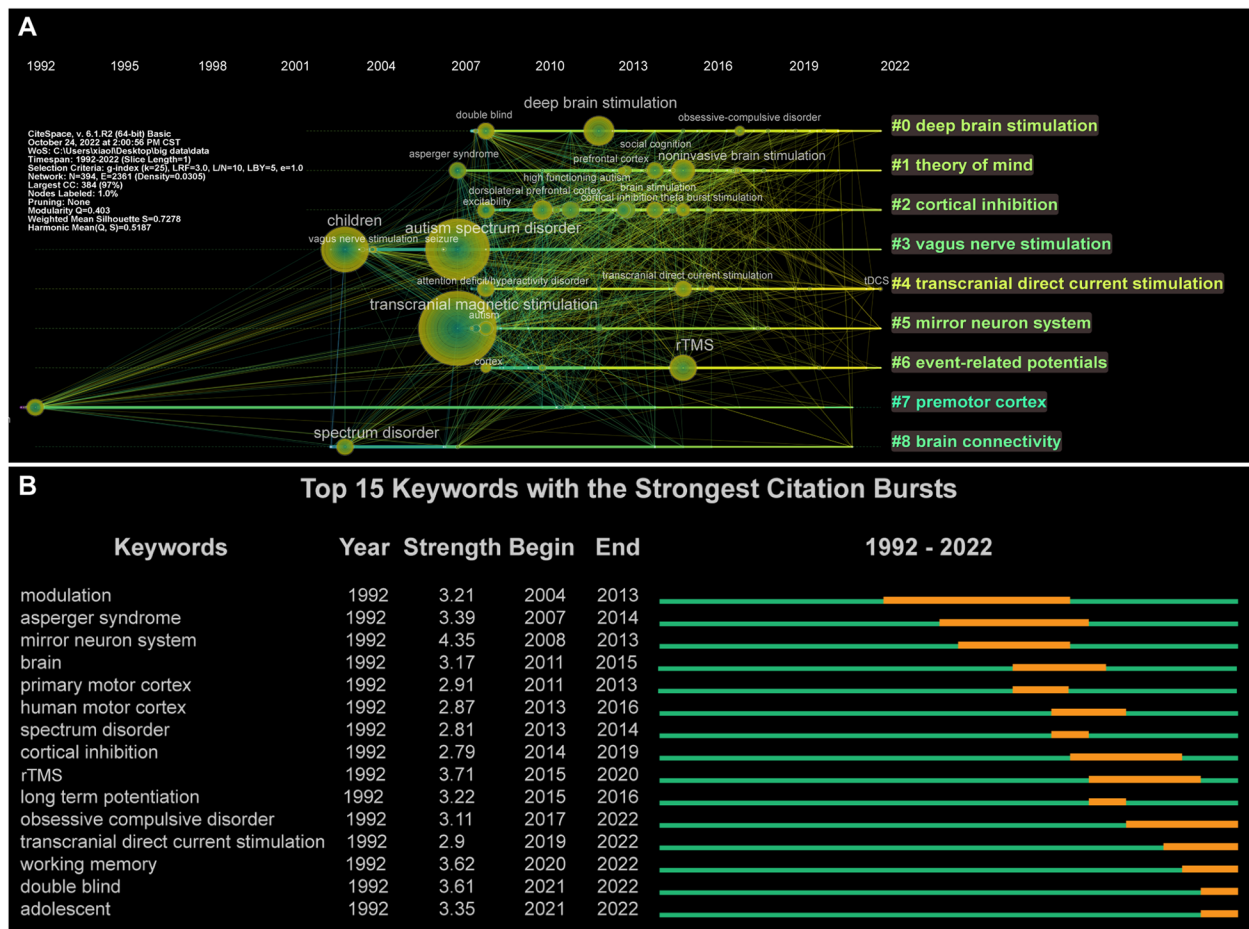 A
1992 1995 1998 2001 2004 2007 2010 2013 2016 2019 2022
CiteSpace, v. 6.1.R2 (64-bit) Basic
October 24, 2022 at 2:00:56 PM CST
WoS: C:\Users\xiaol\Desktop\big data\data
Timespan: 1992-2022 (Slice Length=1)
Selection Criteria: g-index (k=25), LRF=3.0, L/N=10, LBY=5, e=1.0
Network: N=394, E=2361 (Density=0.0305)
Largest CC: 384 (97%)
Nodes Labeled: 1.0%
Pruning: None
Modularity Q=0.403
Weighted Mean Silhouette S=0.7278
Harmonic Mean(Q, S)=0.5187
deep brain stimulation
double blind
obsessive-compulsive disorder
#0 deep brain stimulation
social cognition
asperger syndrome
prefrontal cortex
noninvasive brain stimulation
#1 theory of mind
high functioning autism
brain stimulation
dorsolateral prefrontal cortex
excitability
cortical inhibition
theta burst stimulation
#2 cortical inhibition
children
autism spectrum disorder
vagus nerve stimulation
seizure
#3 vagus nerve stimulation
attention deficit/hyperactivity disorder
transcranial direct current stimulation
tDCS
#4 transcranial direct current stimulation
transcranial magnetic stimulation
autism
#5 mirror neuron system
rTMS
cortex
#6 event-related potentials
#7 premotor cortex
spectrum disorder
#8 brain connectivity
B
Top 15 Keywords with the Strongest Citation Bursts
Keywords Year Strength Begin End 1992 - 2022
modulation 1992 3.21 2004 2013
asperger syndrome 1992 3.39 2007 2014
mirror neuron system 1992 4.35 2008 2013
brain 1992 3.17 2011 2015
primary motor cortex 1992 2.91 2011 2013
human motor cortex 1992 2.87 2013 2016
spectrum disorder 1992 2.81 2013 2014
cortical inhibition 1992 2.79 2014 2019
rTMS 1992 3.71 2015 2020
long term potentiation 1992 3.22 2015 2016
obsessive compulsive disorder 1992 3.11 2017 2022
transcranial direct current stimulation 1992 2.9 2019 2022
working memory 1992 3.62 2020 2022
double blind 1992 3.61 2021 2022
adolescent 1992 3.35 2021 2022